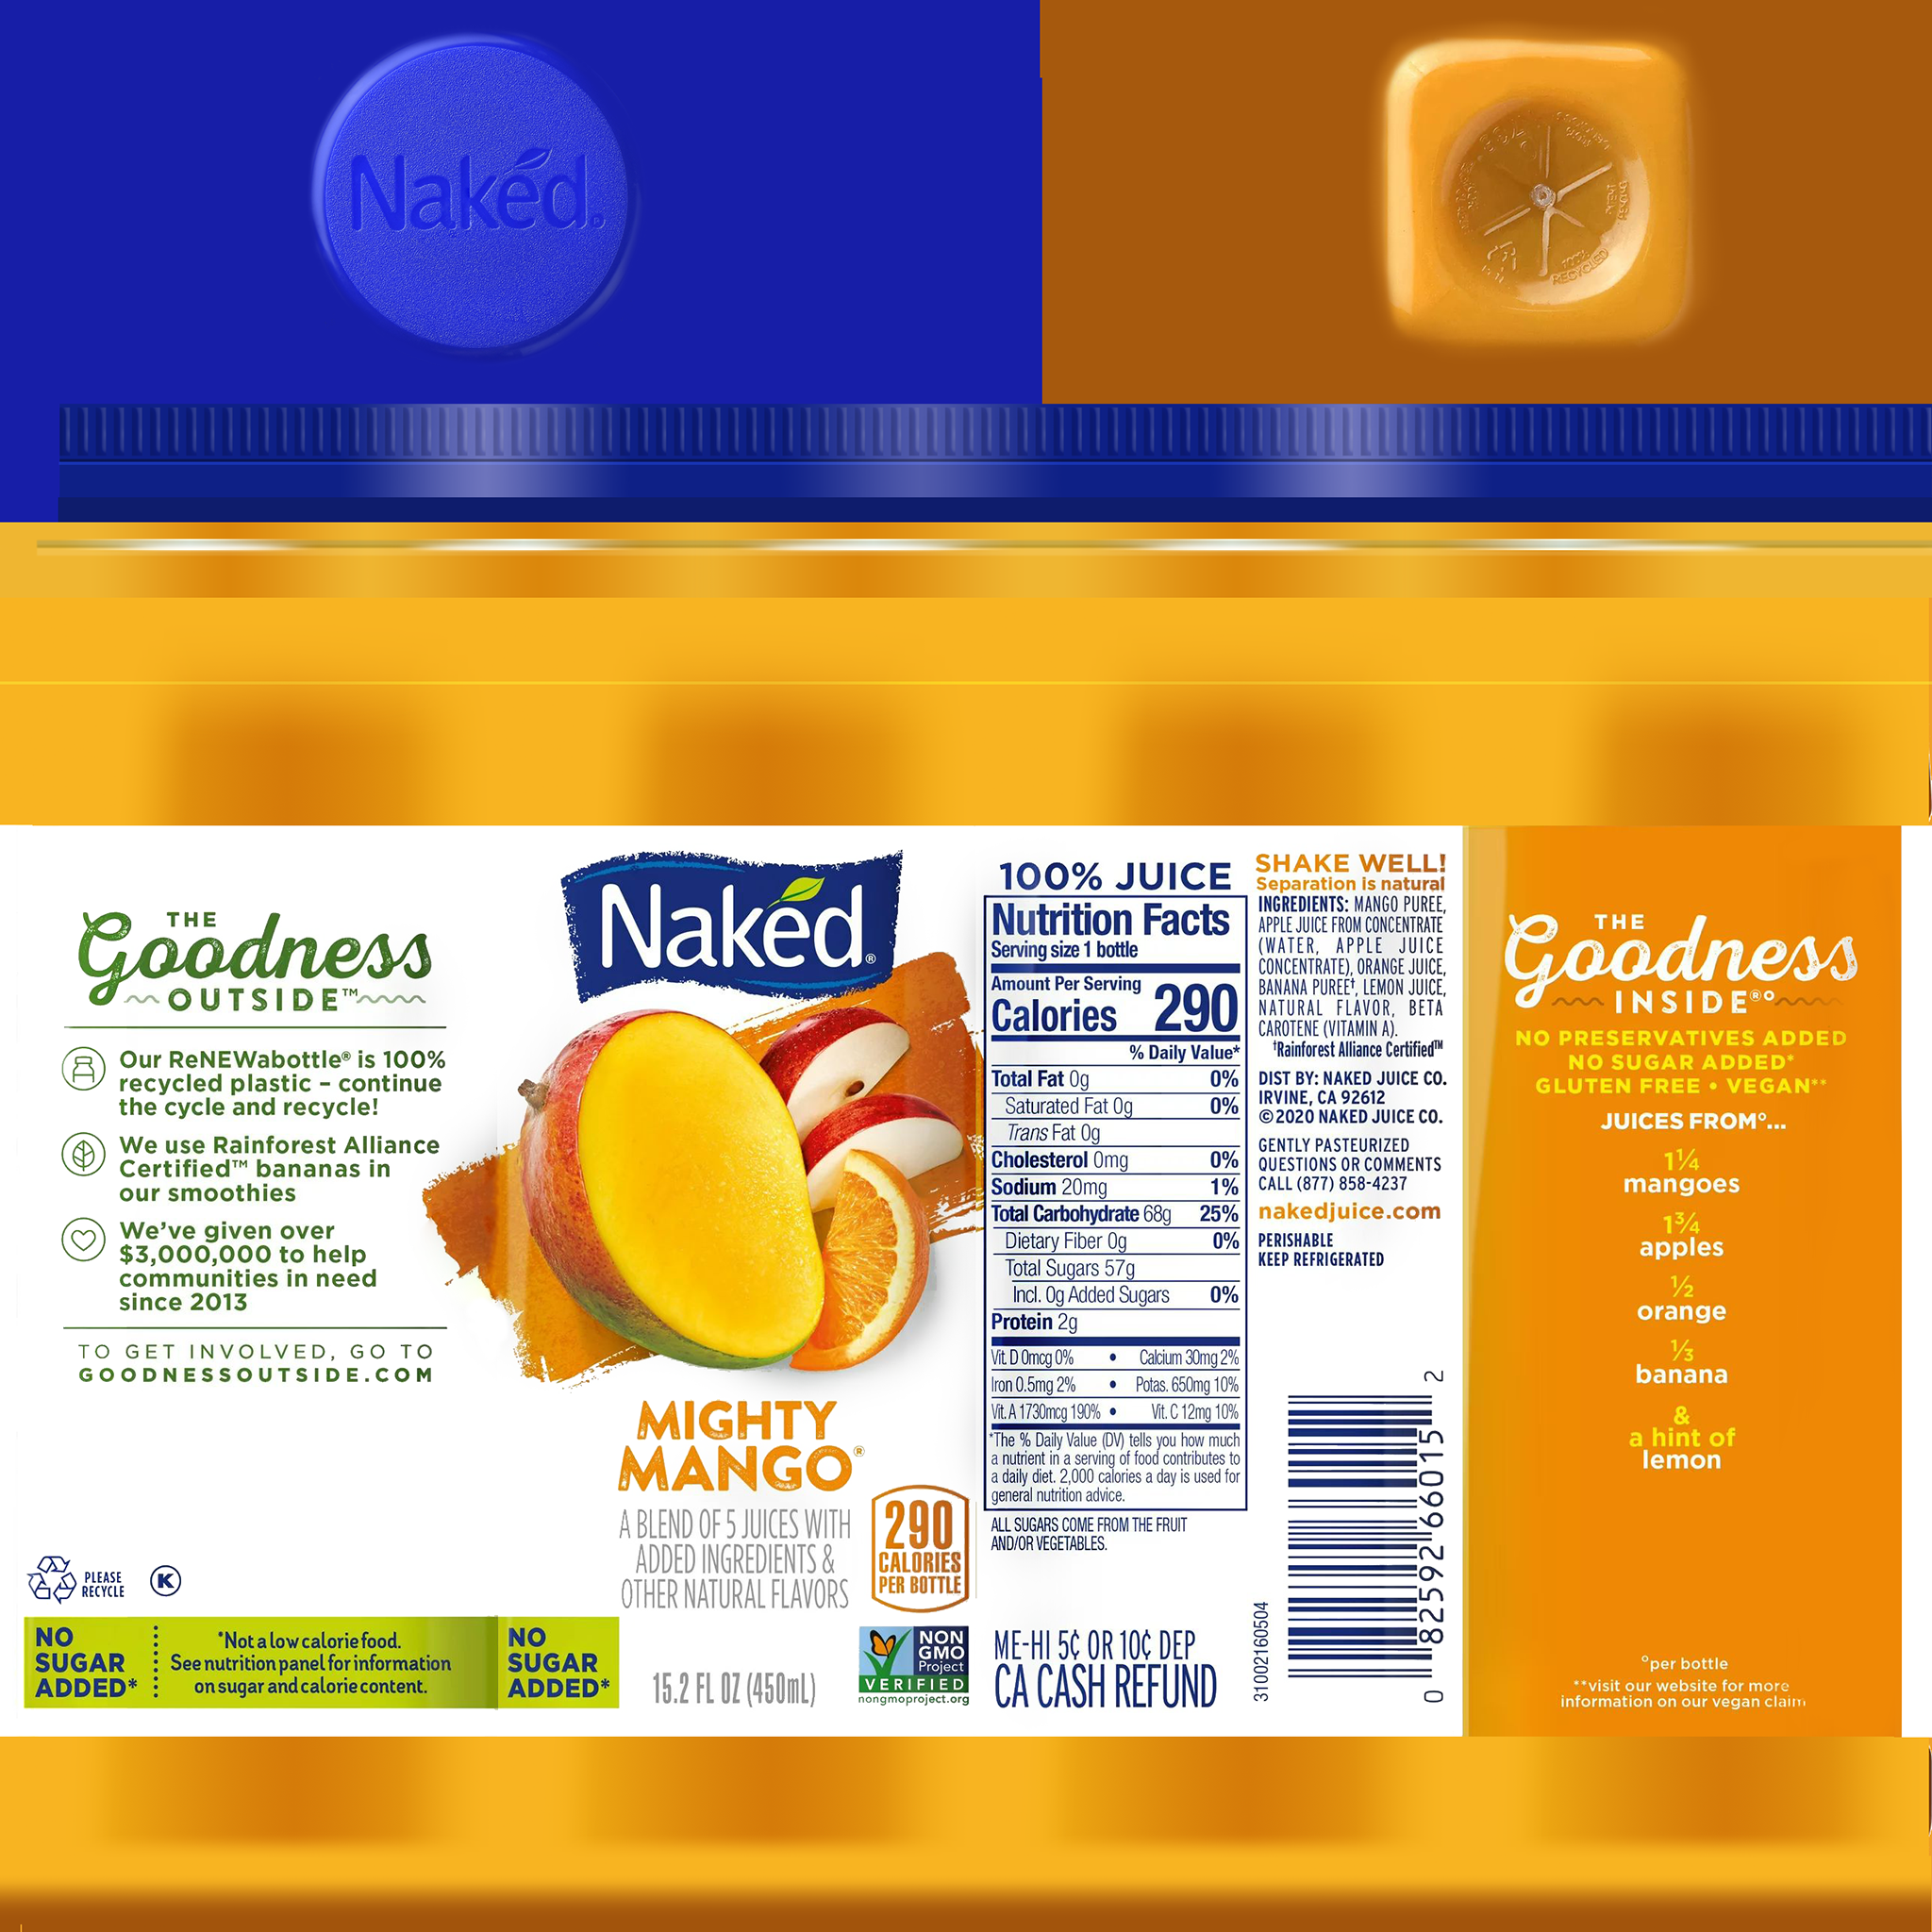 Naked.
100% RECYCLED
THE
Goodness
OUTSIDE™
Our ReNEWabottle® is 100%
recycled plastic – continue
the cycle and recycle!
We use Rainforest Alliance
Certified™ bananas in
our smoothies
We've given over
$3,000,000 to help
communities in need
since 2013
TO GET INVOLVED, GO TO
GOODNESSOUTSIDE.COM
PLEASE
RECYCLE
K
NO
SUGAR
ADDED*
*Not a low calorie food.
See nutrition panel for information
on sugar and calorie content.
NO
SUGAR
ADDED*
Naked®
MIGHTY
MANGO®
A BLEND OF 5 JUICES WITH
ADDED INGREDIENTS &
OTHER NATURAL FLAVORS
290
CALORIES
PER BOTTLE
15.2 FL OZ (450mL)
NON
GMO
Project
VERIFIED
nongmoproject.org
100% JUICE
Nutrition Facts
Serving size 1 bottle
Amount Per Serving
Calories 290
% Daily Value*
Total Fat 0g 0%
Saturated Fat 0g 0%
Trans Fat 0g
Cholesterol 0mg 0%
Sodium 20mg 1%
Total Carbohydrate 68g 25%
Dietary Fiber 0g 0%
Total Sugars 57g
Incl. 0g Added Sugars 0%
Protein 2g
Vit. D 0mcg 0% • Calcium 30mg 2%
Iron 0.5mg 2% • Potas. 650mg 10%
Vit. A 1730mcg 190% • Vit. C 12mg 10%
*The % Daily Value (DV) tells you how much
a nutrient in a serving of food contributes to
a daily diet. 2,000 calories a day is used for
general nutrition advice.
ALL SUGARS COME FROM THE FRUIT
AND/OR VEGETABLES.
ME-HI 5¢ OR 10¢ DEP
CA CASH REFUND
SHAKE WELL!
Separation is natural
INGREDIENTS: MANGO PUREE,
APPLE JUICE FROM CONCENTRATE
(WATER, APPLE JUICE
CONCENTRATE), ORANGE JUICE,
BANANA PUREE†, LEMON JUICE,
NATURAL FLAVOR, BETA
CAROTENE (VITAMIN A).
†Rainforest Alliance Certified™
DIST BY: NAKED JUICE CO.
IRVINE, CA 92612
©2020 NAKED JUICE CO.
GENTLY PASTEURIZED
QUESTIONS OR COMMENTS
CALL (877) 858-4237
nakedjuice.com
PERISHABLE
KEEP REFRIGERATED
31002160504
0 82592 66015 2
THE
Goodness
INSIDE®°
NO PRESERVATIVES ADDED
NO SUGAR ADDED*
GLUTEN FREE • VEGAN**
JUICES FROM°...
1¼
mangoes
1¾
apples
½
orange
⅓
banana
&
a hint of
lemon
°per bottle
**visit our website for more
information on our vegan claim